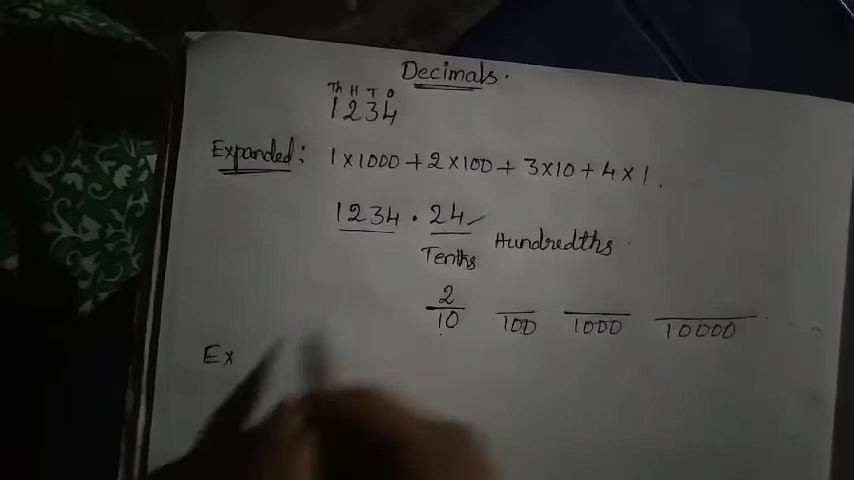 Decimals.
Th H T O
1234
Expanded: 1×1000 + 2×100 + 3×10 + 4×1.
1234 . 24
Tenths Hundredths
2/10 /100 /1000 /10000
Ex